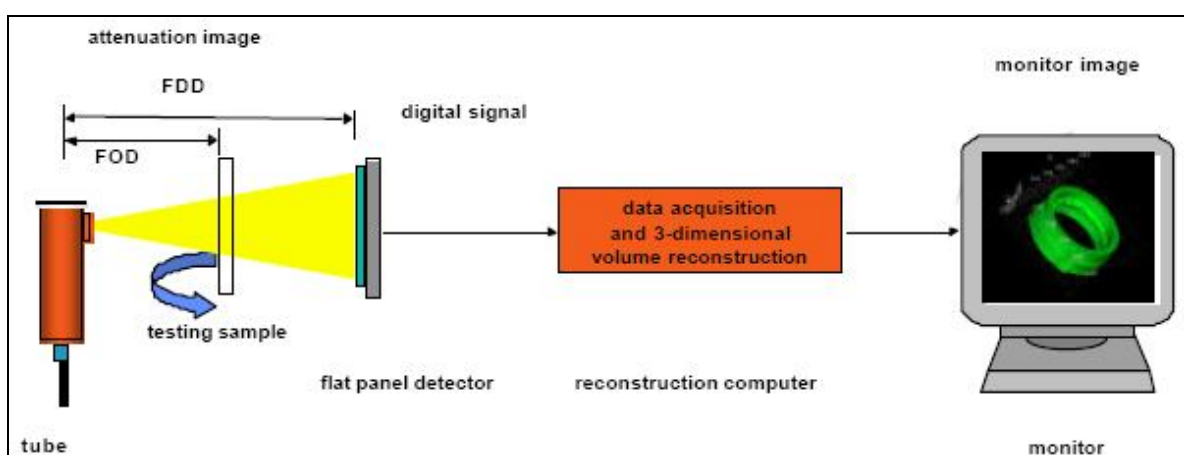 attenuation image
FDD
FOD
digital signal
monitor image
data acquisition
and 3-dimensional
volume reconstruction
testing sample
flat panel detector
reconstruction computer
tube
monitor